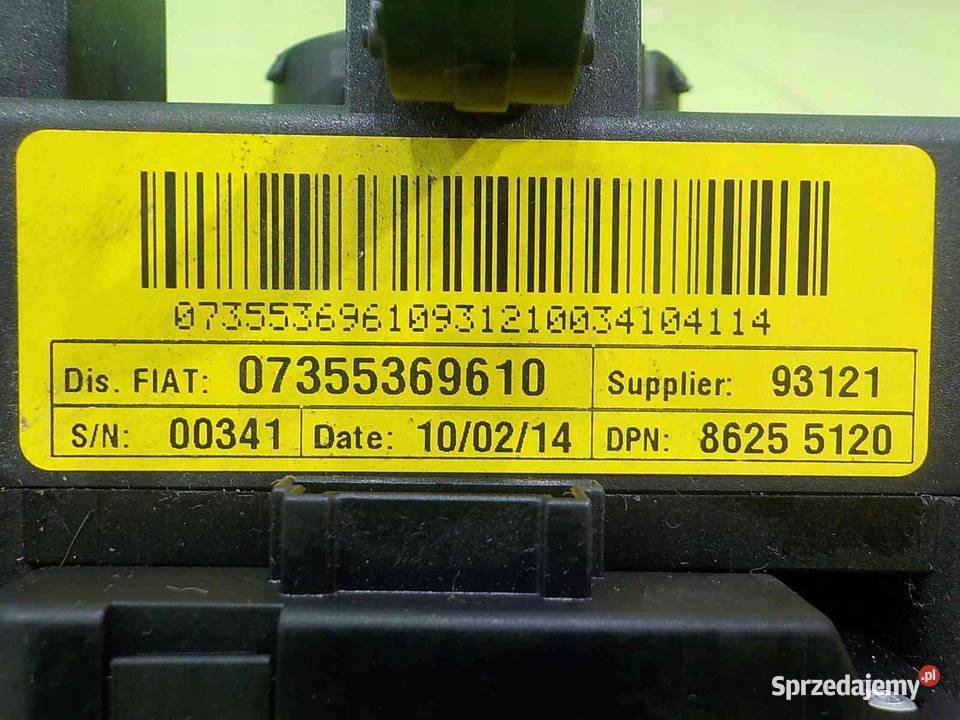 07355369610931210034104114
Dis. FIAT: 07355369610 Supplier: 93121
S/N: 00341 Date: 10/02/14 DPN: 8625 5120
Sprzedajemy.pl